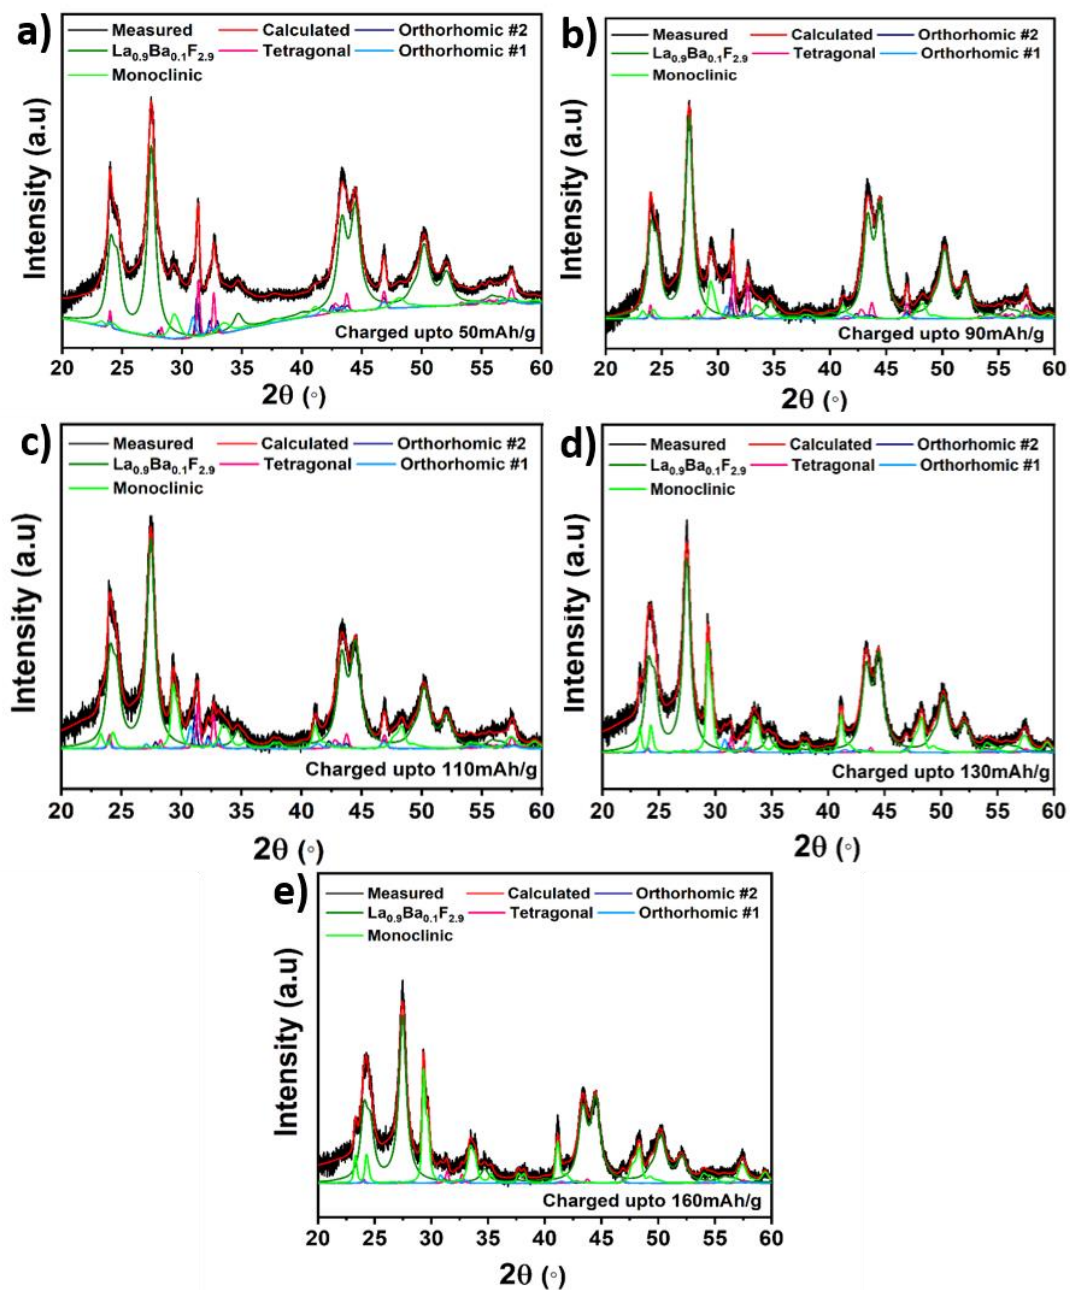 a)
Measured Calculated Orthorhomic #2
La0.9Ba0.1F2.9 Tetragonal Orthorhomic #1
Monoclinic
Intensity (a.u)
Charged upto 50mAh/g
20 25 30 35 40 45 50 55 60
2θ (◦)
b)
Measured Calculated Orthorhomic #2
La0.9Ba0.1F2.9 Tetragonal Orthorhomic #1
Monoclinic
Intensity (a.u)
Charged upto 90mAh/g
20 25 30 35 40 45 50 55 60
2θ (◦)
c)
Measured Calculated Orthorhomic #2
La0.9Ba0.1F2.9 Tetragonal Orthorhomic #1
Monoclinic
Intensity (a.u)
Charged upto 110mAh/g
20 25 30 35 40 45 50 55 60
2θ (◦)
d)
Measured Calculated Orthorhomic #2
La0.9Ba0.1F2.9 Tetragonal Orthorhomic #1
Monoclinic
Intensity (a.u)
Charged upto 130mAh/g
20 25 30 35 40 45 50 55 60
2θ (◦)
e)
Measured Calculated Orthorhomic #2
La0.9Ba0.1F2.9 Tetragonal Orthorhomic #1
Monoclinic
Intensity (a.u)
Charged upto 160mAh/g
20 25 30 35 40 45 50 55 60
2θ (◦)